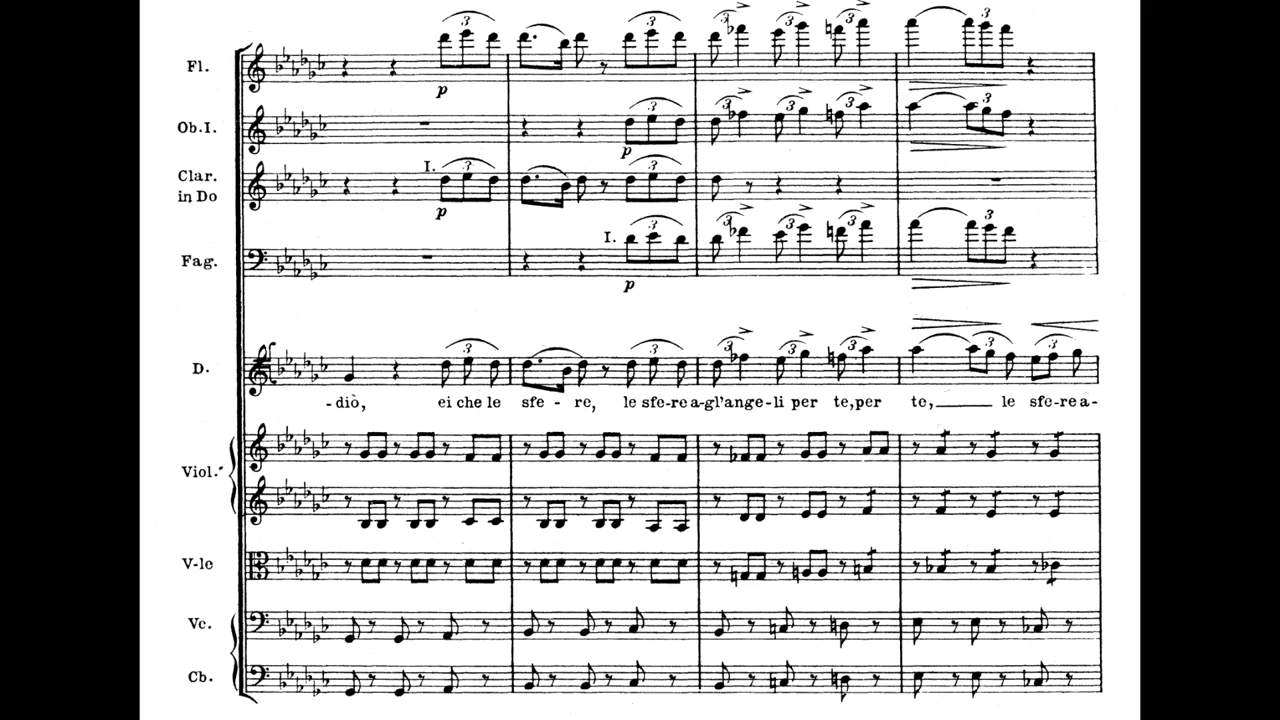 Fl.
p
Ob.I.
p
Clar.
in Do
I.
p
Fag.
I.
p
D.
-diò, ei che le sfe - re, le sfe-re a-gl'ange-li per te,per te, le sfe-re a-
Viol.
V-le
Vc.
Cb.